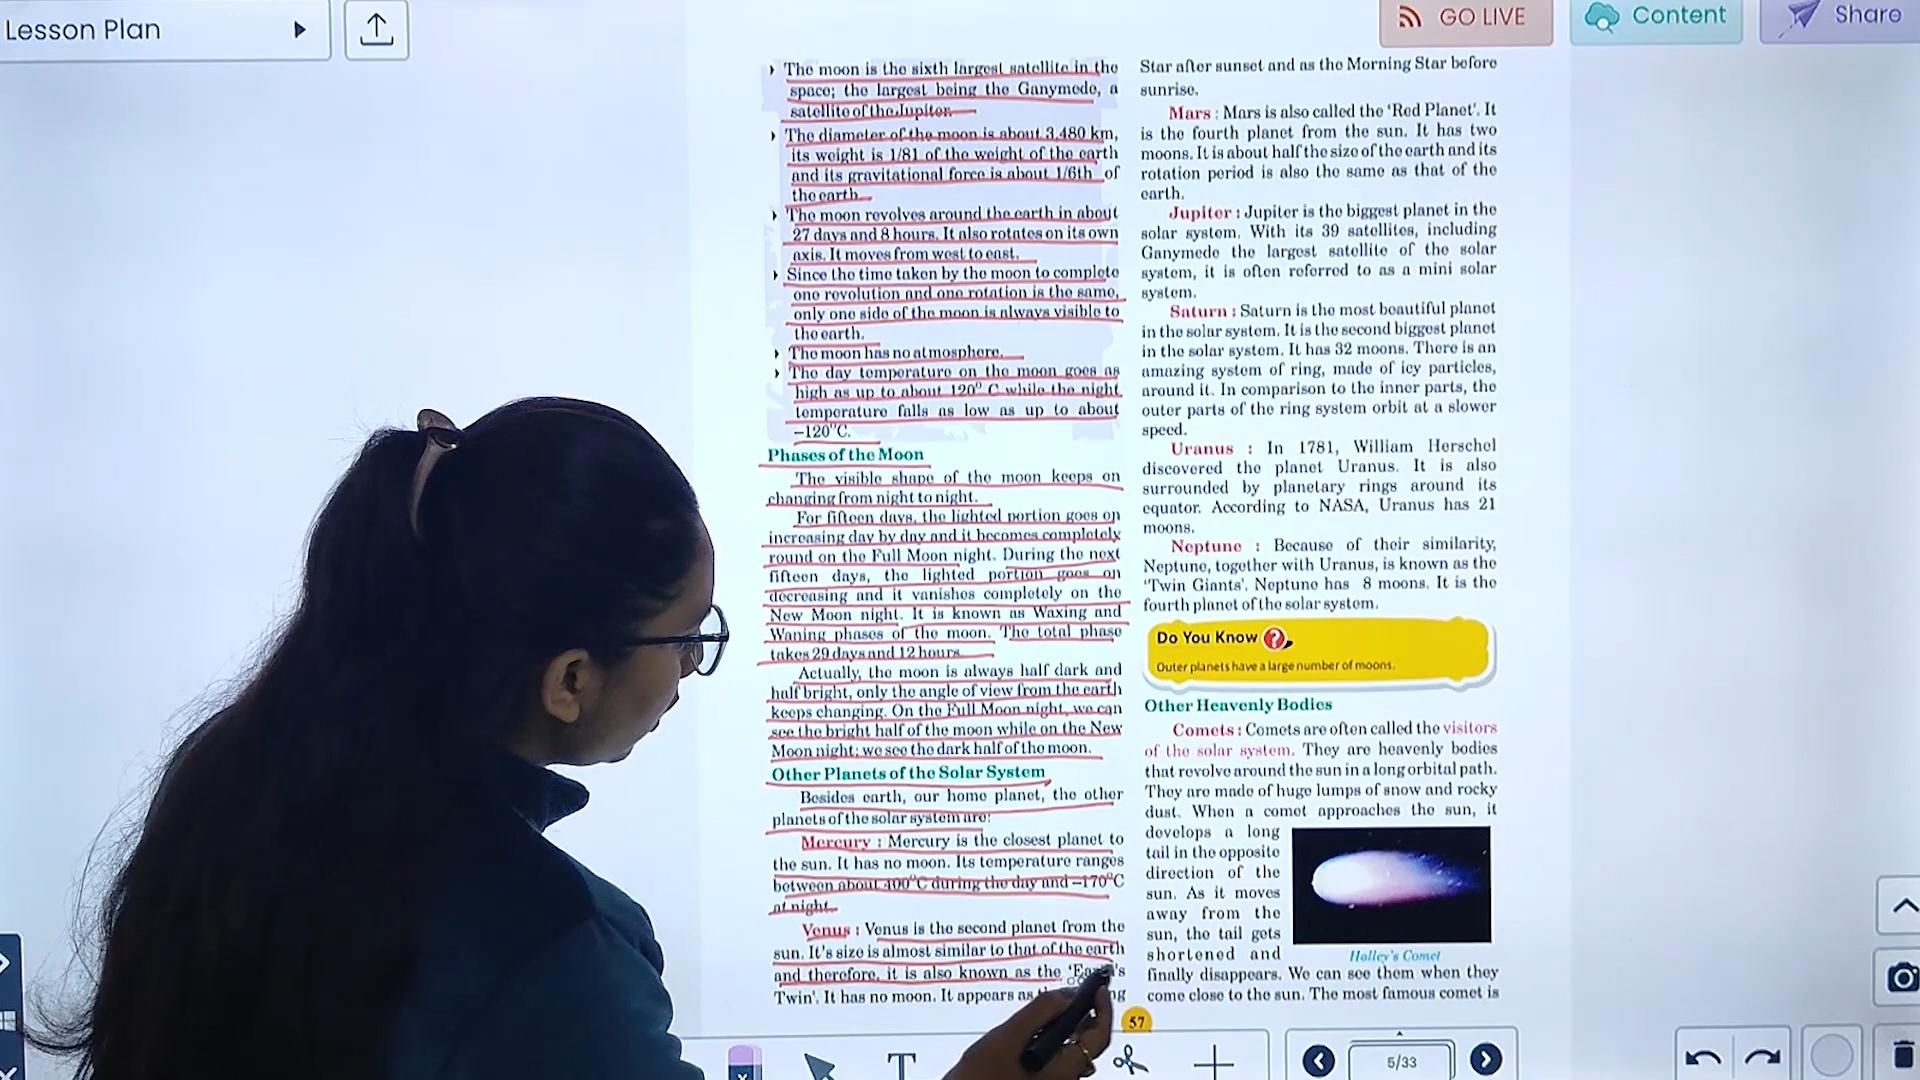 Lesson Plan
GO LIVE
Content
Share
The moon is the sixth largest satellite in the
space; the largest being the Ganymede, a
satellite of the Jupiter.
The diameter of the moon is about 3,480 km,
its weight is 1/81 of the weight of the earth
and its gravitational force is about 1/6th of
the earth.
The moon revolves around the earth in about
27 days and 8 hours. It also rotates on its own
axis. It moves from west to east.
Since the time taken by the moon to complete
one revolution and one rotation is the same,
only one side of the moon is always visible to
the earth.
The moon has no atmosphere.
The day temperature on the moon goes as
high as up to about 120⁰ C while the night
temperature falls as low as up to about
–120⁰C.
Phases of the Moon
The visible shape of the moon keeps on
changing from night to night.
For fifteen days, the lighted portion goes on
increasing day by day and it becomes completely
round on the Full Moon night. During the next
fifteen days, the lighted portion goes on
decreasing and it vanishes completely on the
New Moon night. It is known as Waxing and
Waning phases of the moon. The total phase
takes 29 days and 12 hours.
Actually, the moon is always half dark and
half bright, only the angle of view from the earth
keeps changing. On the Full Moon night, we can
see the bright half of the moon while on the New
Moon night; we see the dark half of the moon.
Other Planets of the Solar System
Besides earth, our home planet, the other
planets of the solar system are:
Mercury : Mercury is the closest planet to
the sun. It has no moon. Its temperature ranges
between about 400⁰C during the day and –170⁰C
at night.
Venus : Venus is the second planet from the
sun. It's size is almost similar to that of the earth
and therefore, it is also known as the
Twin'. It has no moon. It appears as
Star after sunset and as the Morning Star before
sunrise.
Mars : Mars is also called the 'Red Planet'. It
is the fourth planet from the sun. It has two
moons. It is about half the size of the earth and its
rotation period is also the same as that of the
earth.
Jupiter : Jupiter is the biggest planet in the
solar system. With its 39 satellites, including
Ganymede the largest satellite of the solar
system, it is often referred to as a mini solar
system.
Saturn : Saturn is the most beautiful planet
in the solar system. It is the second biggest planet
in the solar system. It has 32 moons. There is an
amazing system of ring, made of icy particles,
around it. In comparison to the inner parts, the
outer parts of the ring system orbit at a slower
speed.
Uranus : In 1781, William Herschel
discovered the planet Uranus. It is also
surrounded by planetary rings around its
equator. According to NASA, Uranus has 21
moons.
Neptune : Because of their similarity,
Neptune, together with Uranus, is known as the
'Twin Giants'. Neptune has 8 moons. It is the
fourth planet of the solar system.
Do You Know ?
Outer planets have a large number of moons.
Other Heavenly Bodies
Comets : Comets are often called the visitors
of the solar system. They are heavenly bodies
that revolve around the sun in a long orbital path.
They are made of huge lumps of snow and rocky
dust. When a comet approaches the sun, it
develops a long
tail in the opposite
direction of the
sun. As it moves
away from the
sun, the tail gets
shortened and
Halley's Comet
finally disappears. We can see them when they
come close to the sun. The most famous comet is
57
T
5/33